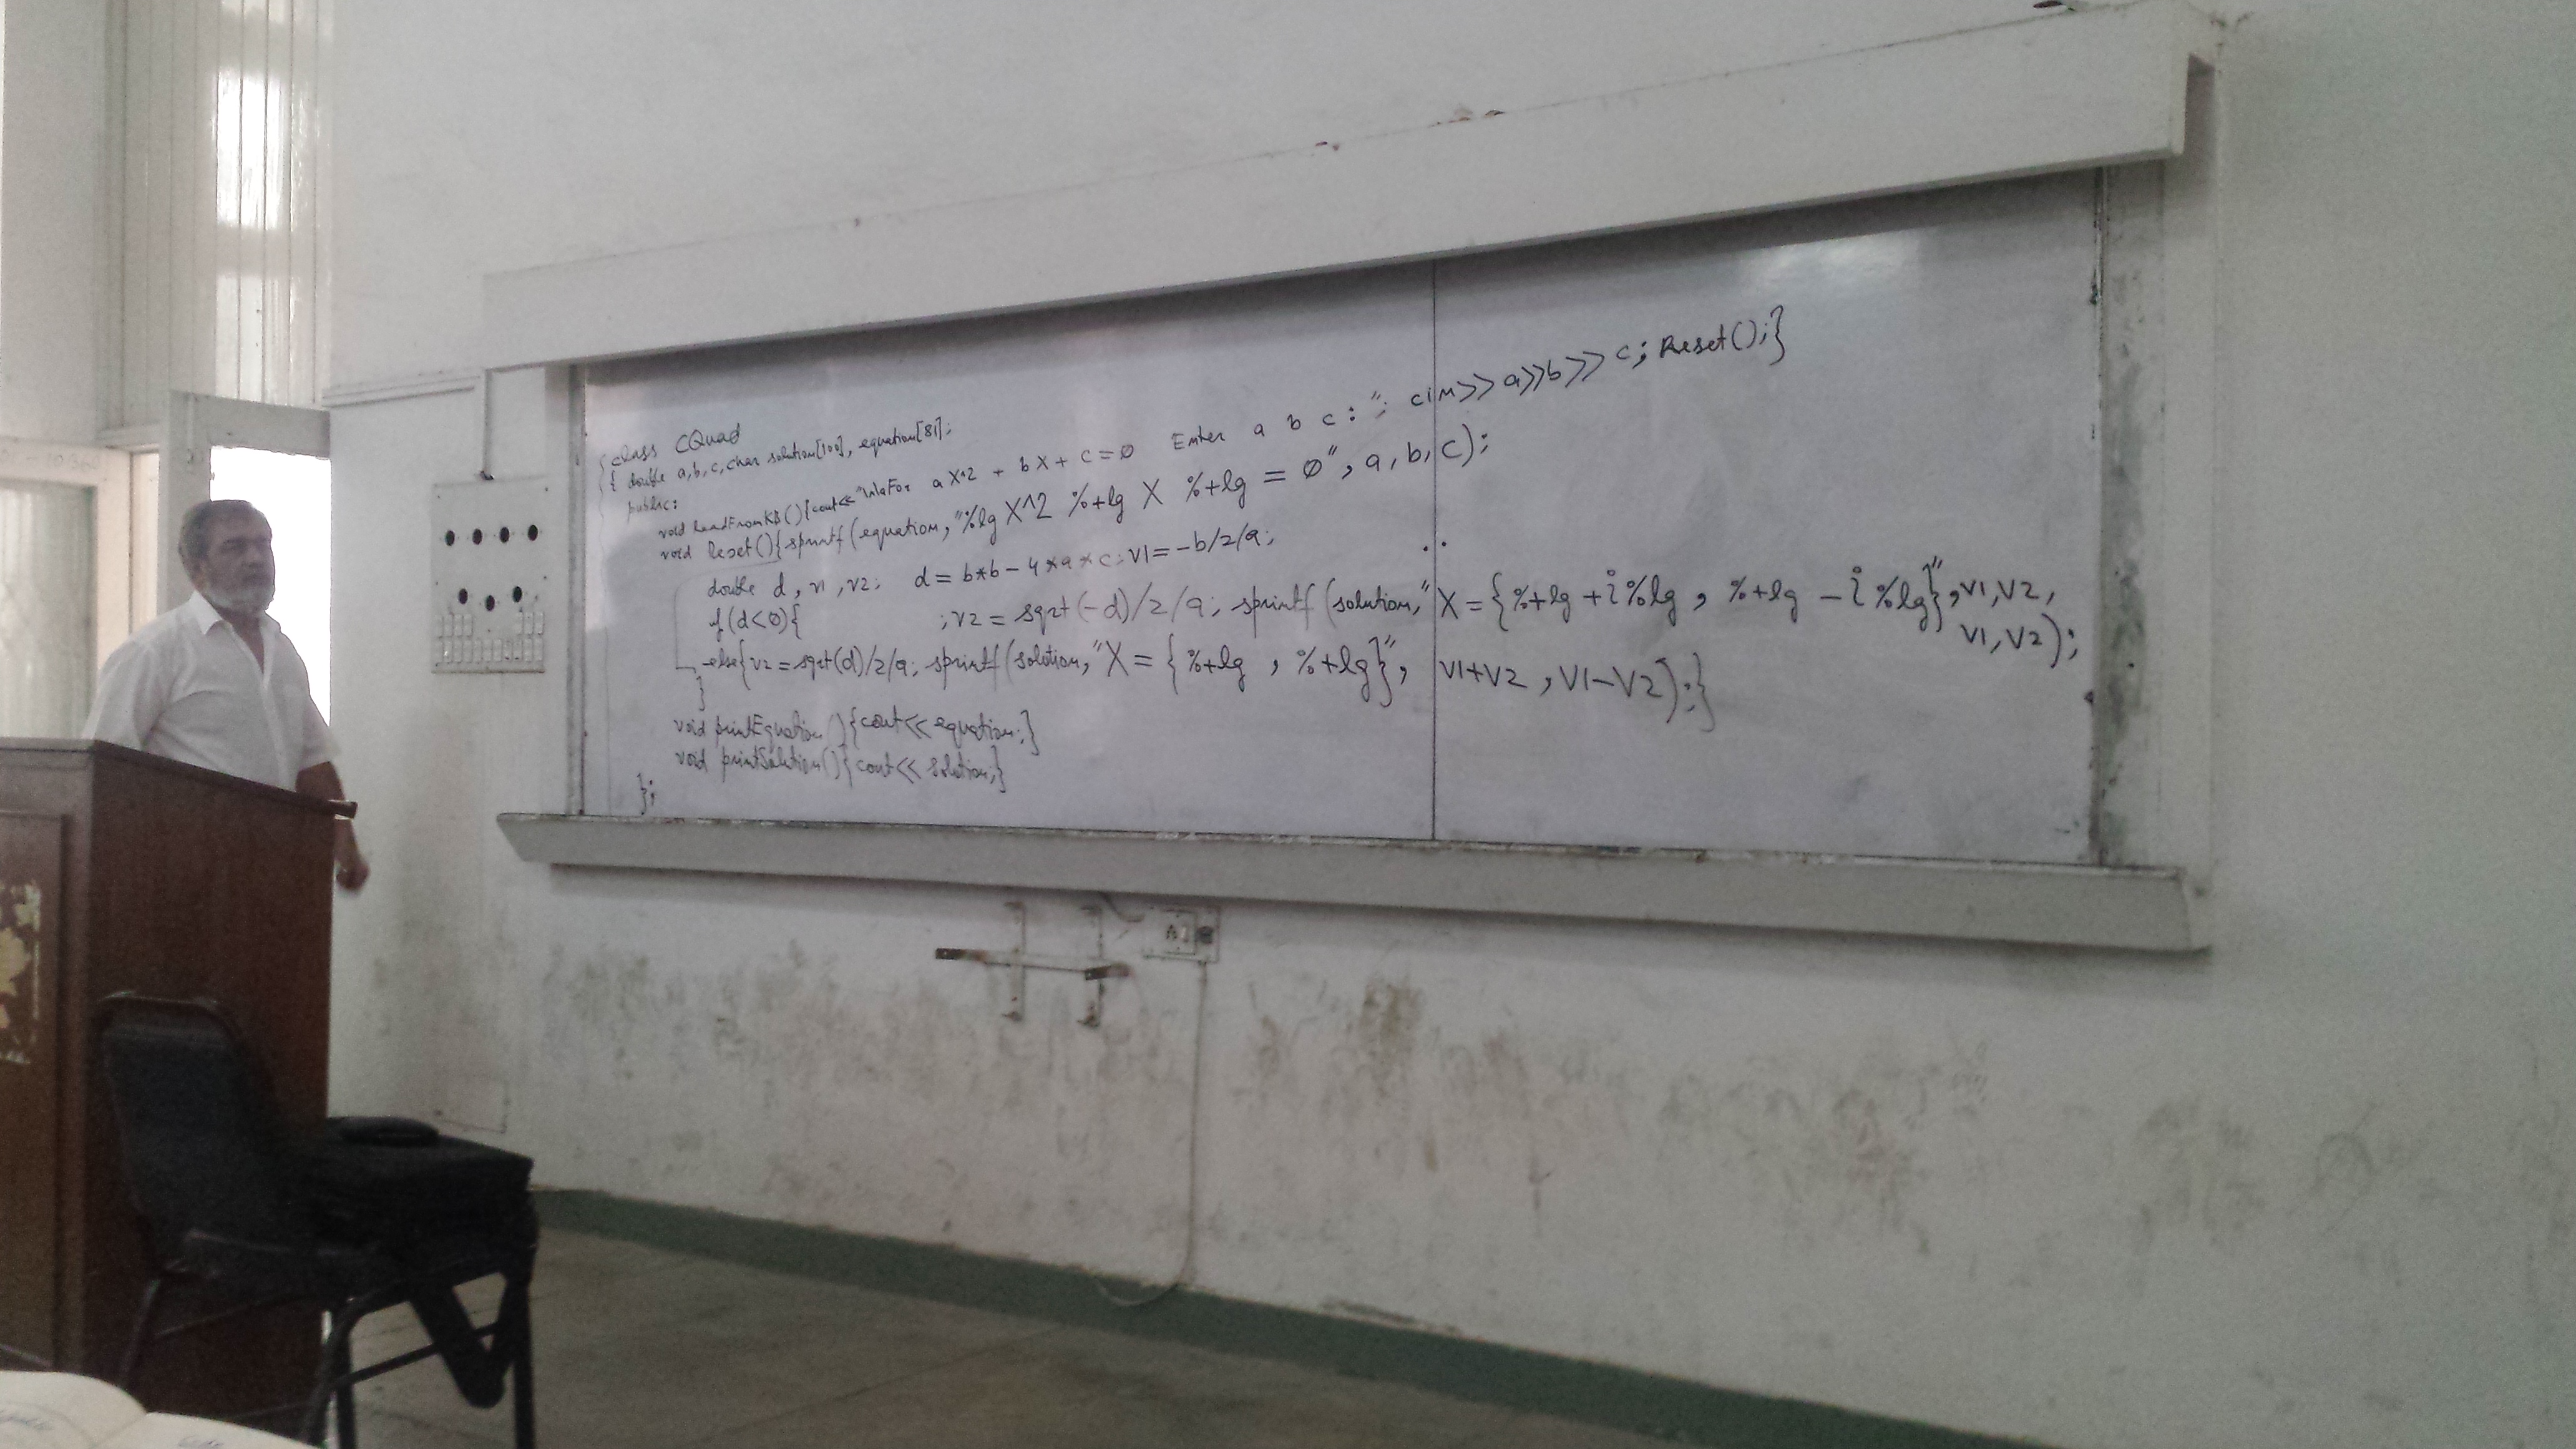 class CQuad
{ double a,b,c, char solution[100], equation[81];
public:
void ReadFromKB(){cout<<"\n\nFor a X^2 + b X + c = 0 Enter a b c : "; cin>> a>>b>> c; Reset();}
void Reset(){sprintf(equation,"%lg X^2 %+lg X %+lg = 0", a, b, c);
double d, v1, v2; d = b*b - 4*a*c; v1 = -b/2/a;
if(d<0){ ;v2 = sqrt(-d)/2/a; sprintf(solution,"X = {%+lg +i%lg , %+lg -i%lg}",v1,v2,
v1,v2);
else{v2 = sqrt(d)/2/a; sprintf(solution,"X = {%+lg , %+lg}", v1+v2 , v1-v2);}
}
void printEquation(){cout<<equation;}
void printSolution(){cout<< solution;}
};